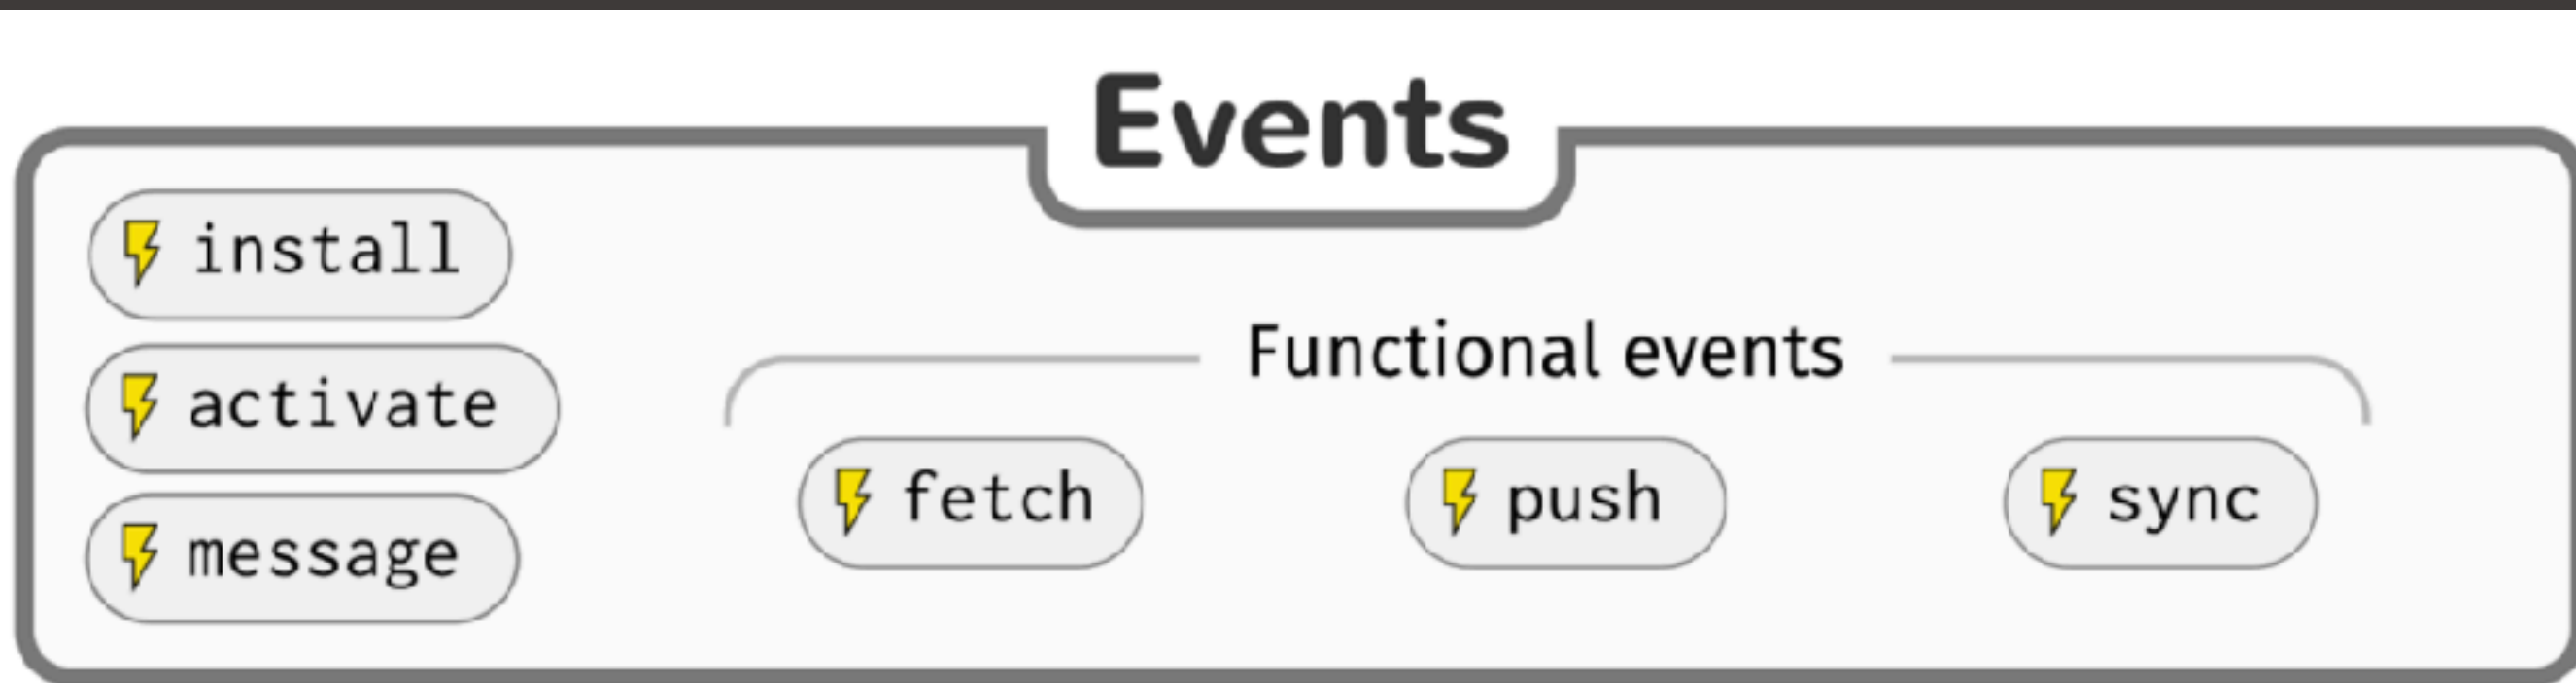 Events
install
activate
message
Functional events
fetch
push
sync